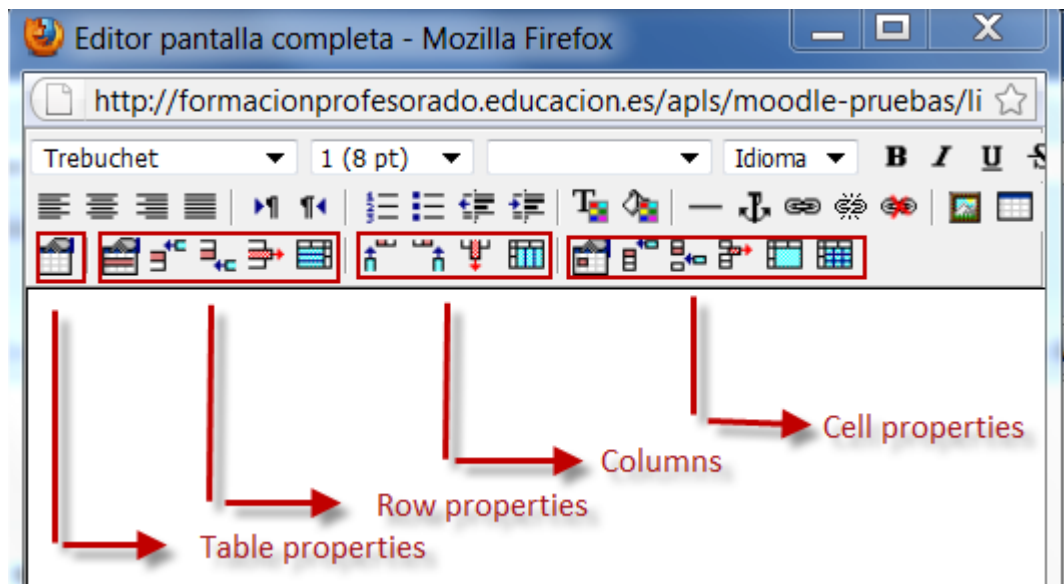 Editor pantalla completa - Mozilla Firefox
http://formacionprofesorado.educacion.es/apls/moodle-pruebas/li
Trebuchet 1 (8 pt) Idioma B I U S
Cell properties
Columns
Row properties
Table properties